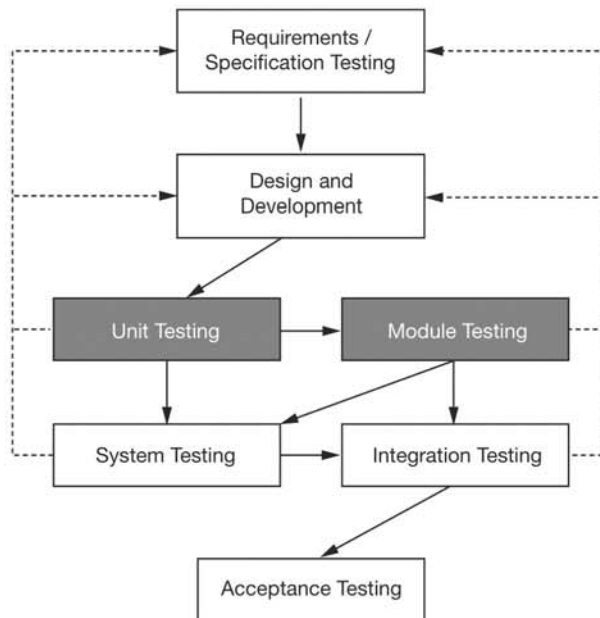 Requirements /
Specification Testing
Design and
Development
Unit Testing
Module Testing
System Testing
Integration Testing
Acceptance Testing